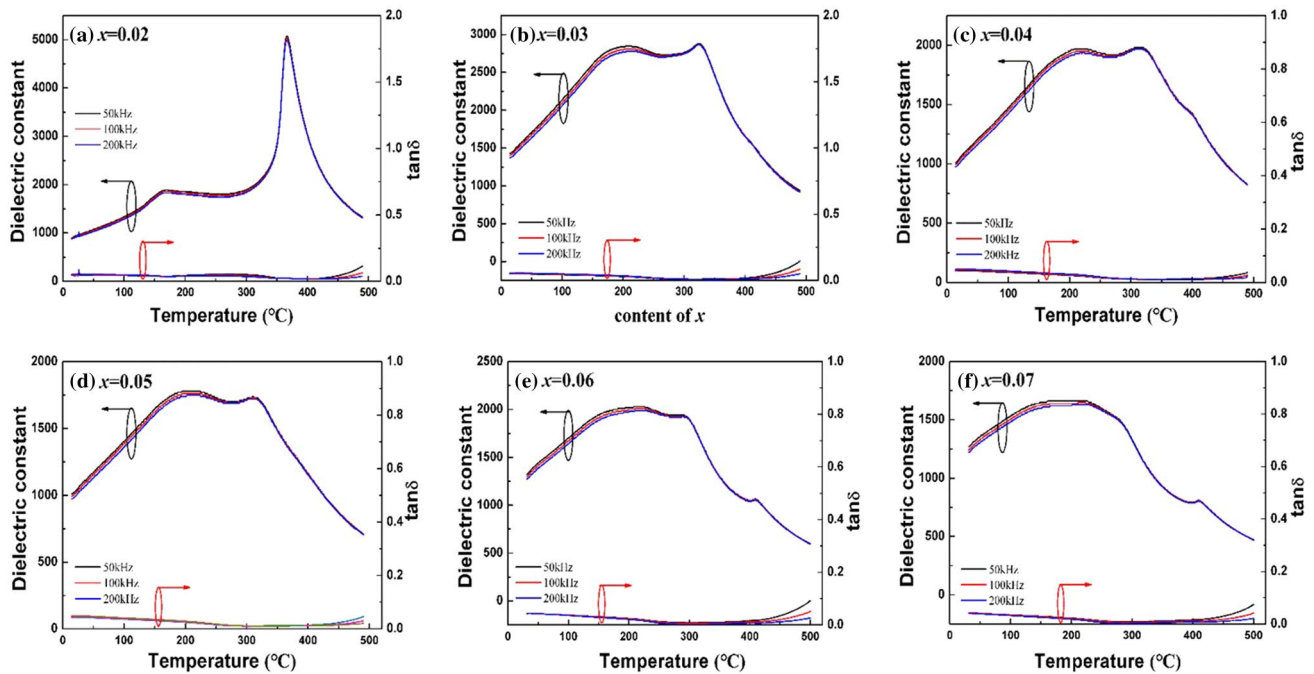 (a) x=0.02
Dielectric constant
5000
4000
3000
2000
1000
0
50kHz
100kHz
200kHz
2.0
1.5
1.0
0.5
0.0
tanδ
0 100 200 300 400 500
Temperature (℃)
(b) x=0.03
Dielectric constant
3000
2750
2500
2250
2000
1750
1500
1250
1000
750
500
250
0
50kHz
100kHz
200kHz
2.0
1.5
1.0
0.5
0.0
tanδ
0 100 200 300 400 500
content of x
(c) x=0.04
Dielectric constant
2000
1500
1000
500
0
50kHz
100kHz
200kHz
1.0
0.8
0.6
0.4
0.2
0.0
tanδ
0 100 200 300 400 500
Temperature (℃)
(d) x=0.05
Dielectric constant
2000
1750
1500
1250
1000
750
500
250
0
50kHz
100kHz
200kHz
1.0
0.8
0.6
0.4
0.2
0.0
tanδ
0 100 200 300 400 500
Temperature (℃)
(e) x=0.06
Dielectric constant
2500
2000
1500
1000
500
0
50kHz
100kHz
200kHz
1.0
0.8
0.6
0.4
0.2
0.0
tanδ
0 100 200 300 400 500
Temperature (℃)
(f) x=0.07
Dielectric constant
2000
1500
1000
500
0
50kHz
100kHz
200kHz
1.0
0.8
0.6
0.4
0.2
0.0
tanδ
0 100 200 300 400 500
Temperature (℃)